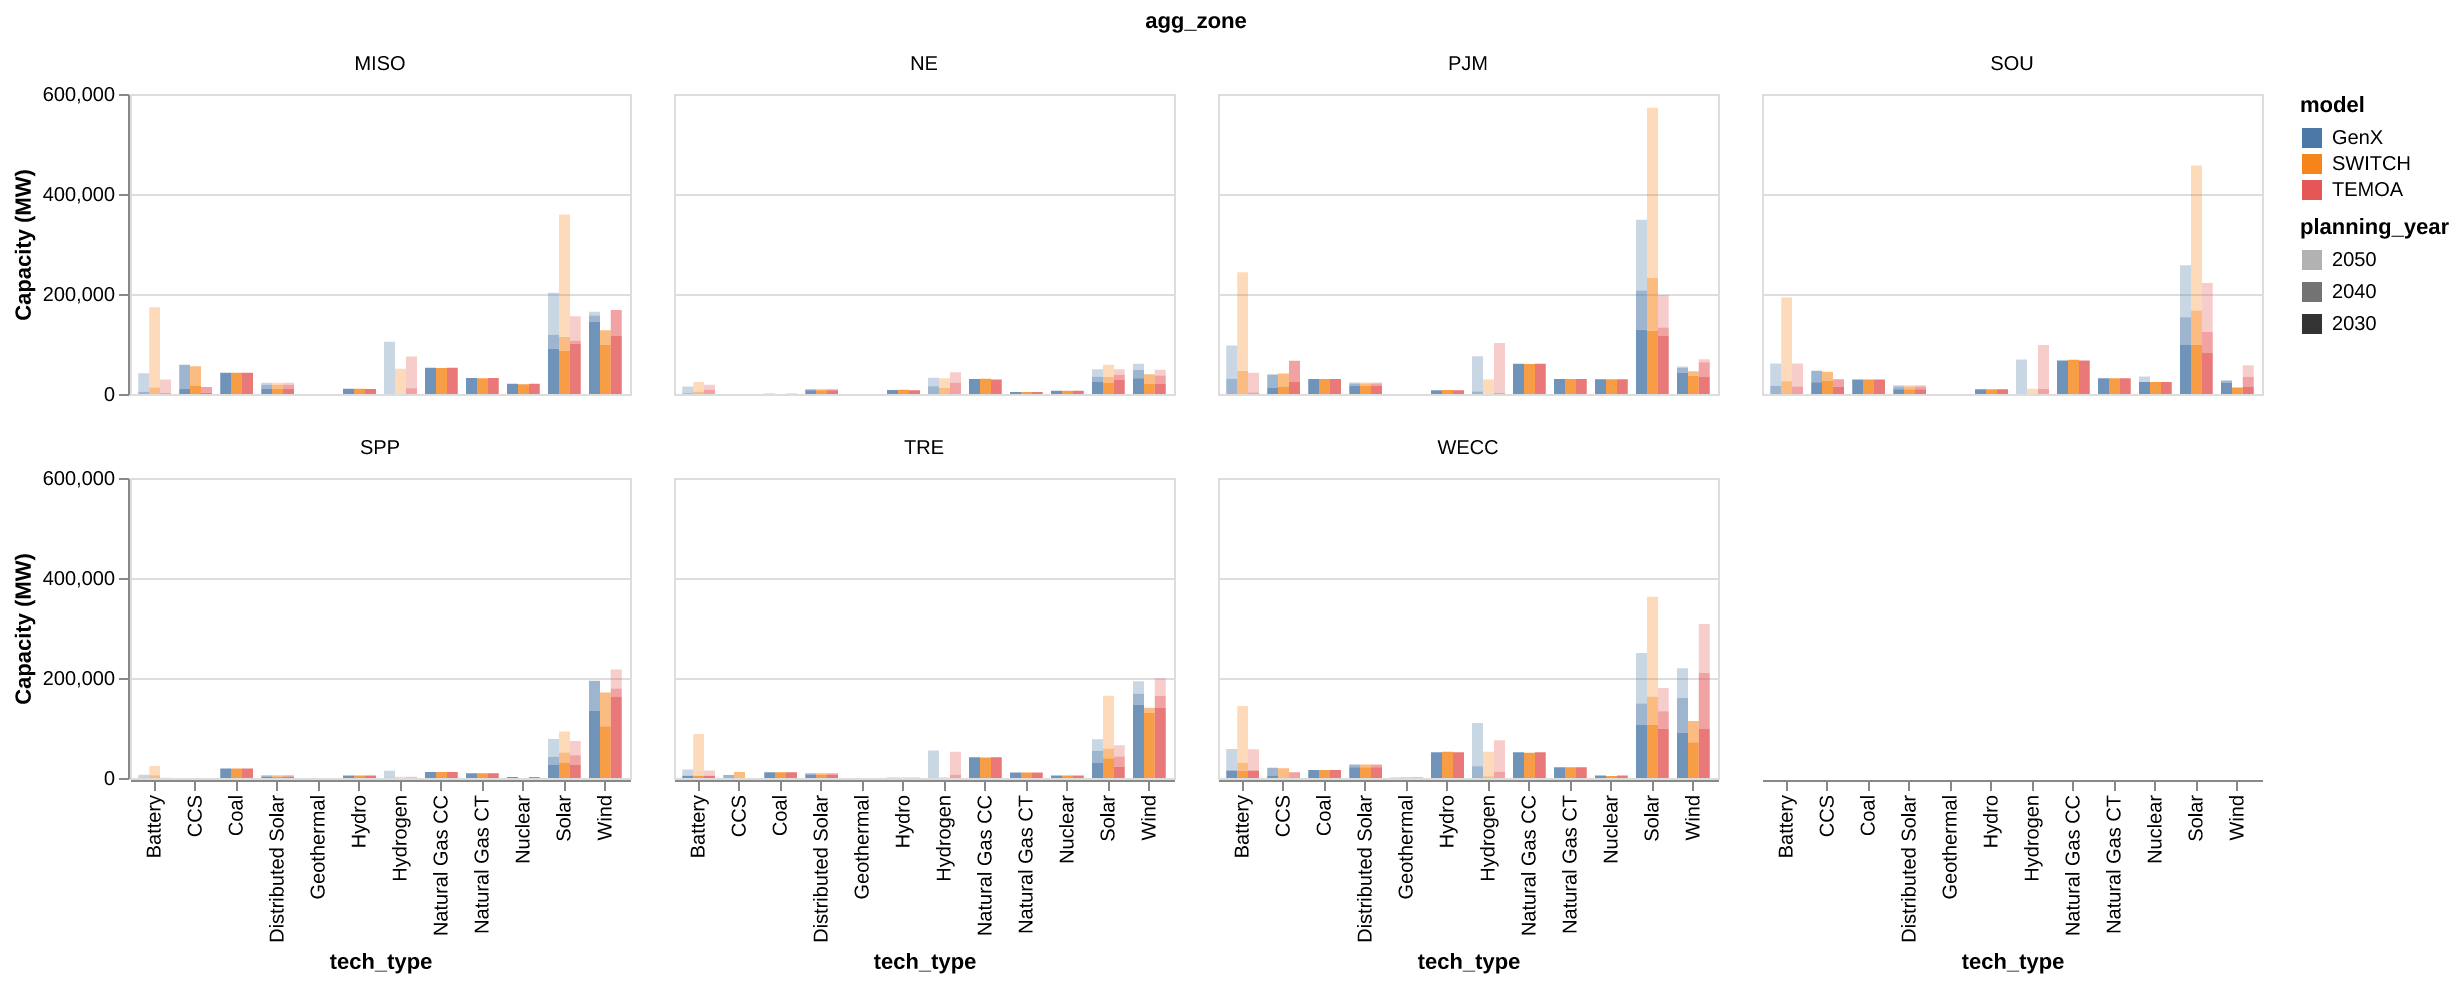 agg_zone
MISO
NE
PJM
SOU
Capacity (MW)
600,000
400,000
200,000
0
model
GenX
SWITCH
TEMOA
planning_year
2050
2040
2030
SPP
TRE
WECC
Capacity (MW)
600,000
400,000
200,000
0
Battery
CCS
Coal
Distributed Solar
Geothermal
Hydro
Hydrogen
Natural Gas CC
Natural Gas CT
Nuclear
Solar
Wind
Battery
CCS
Coal
Distributed Solar
Geothermal
Hydro
Hydrogen
Natural Gas CC
Natural Gas CT
Nuclear
Solar
Wind
Battery
CCS
Coal
Distributed Solar
Geothermal
Hydro
Hydrogen
Natural Gas CC
Natural Gas CT
Nuclear
Solar
Wind
Battery
CCS
Coal
Distributed Solar
Geothermal
Hydro
Hydrogen
Natural Gas CC
Natural Gas CT
Nuclear
Solar
Wind
tech_type
tech_type
tech_type
tech_type